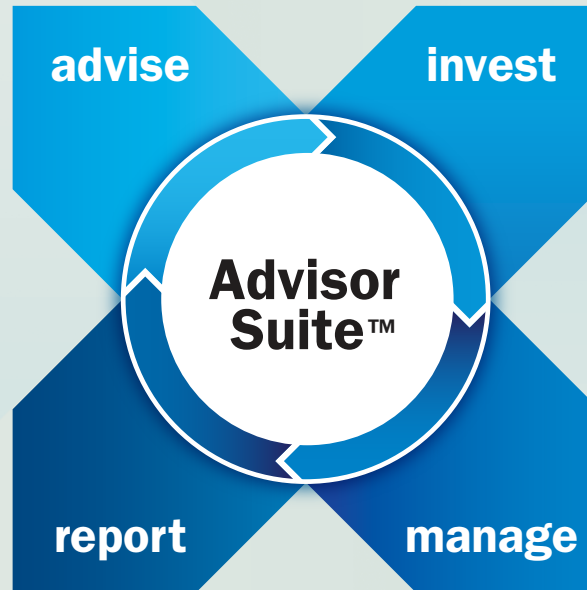 advise
invest
Advisor
Suite™
report
manage